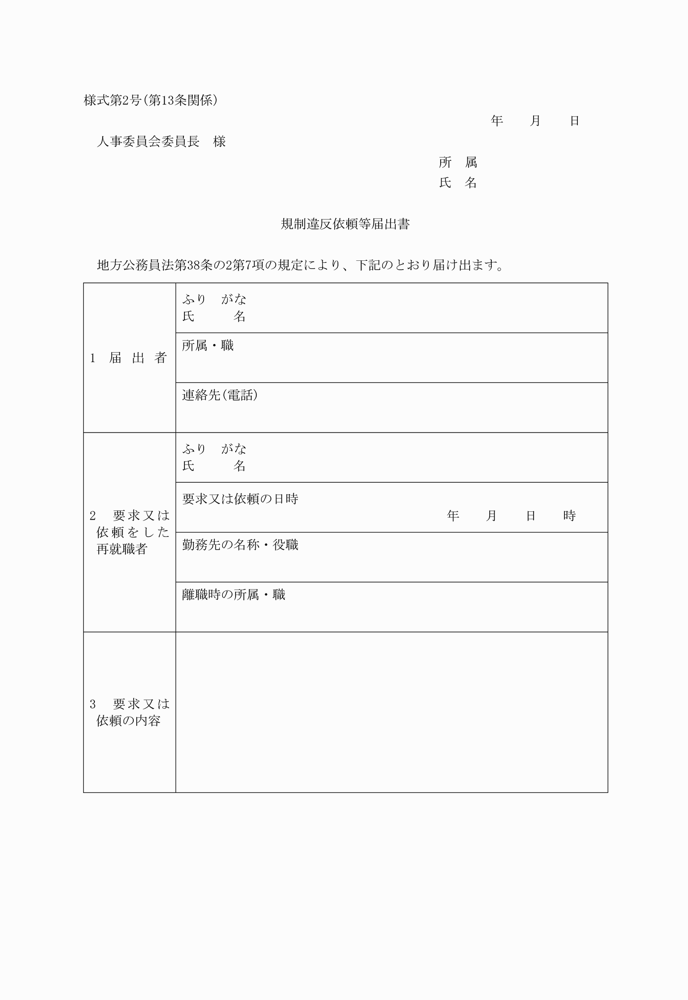 様式第2号(第13条関係)
年　　月　　日
人事委員会委員長　様
所　属
氏　名
規制違反依頼等届出書
地方公務員法第38条の2第7項の規定により、下記のとおり届け出ます。
1　届　出　者
ふり　がな
氏　　　名
所属・職
連絡先(電話)
2　要求又は
依頼をした
再就職者
ふり　がな
氏　　　名
要求又は依頼の日時
年　　月　　日　　時
勤務先の名称・役職
離職時の所属・職
3　要求又は
依頼の内容